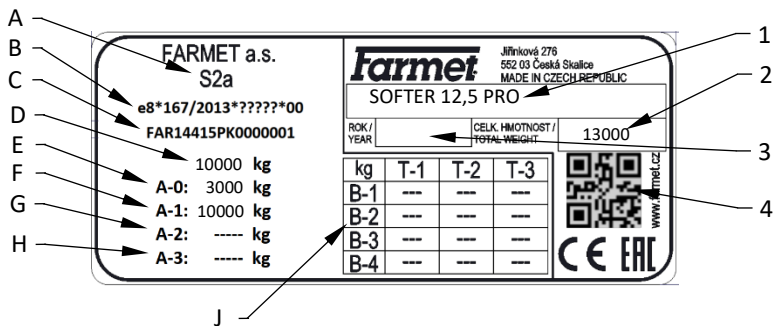 A
B
C
D
E
F
G
H
J
1
2
3
4
FARMET a.s.
S2a
e8*167/2013*?????*00
FAR14415PK0000001
10000 kg
A-0: 3000 kg
A-1: 10000 kg
A-2: ----- kg
A-3: ----- kg
Farmet
Jiřinková 276
552 03 Česká Skalice
MADE IN CZECH REPUBLIC
SOFTER 12,5 PRO
ROK /
YEAR
CELK. HMOTNOST /
TOTAL WEIGHT
13000
kg T-1 T-2 T-3
B-1 --- --- ---
B-2 --- --- ---
B-3 --- --- ---
B-4 --- --- ---
www.farmet.cz
CE EAC